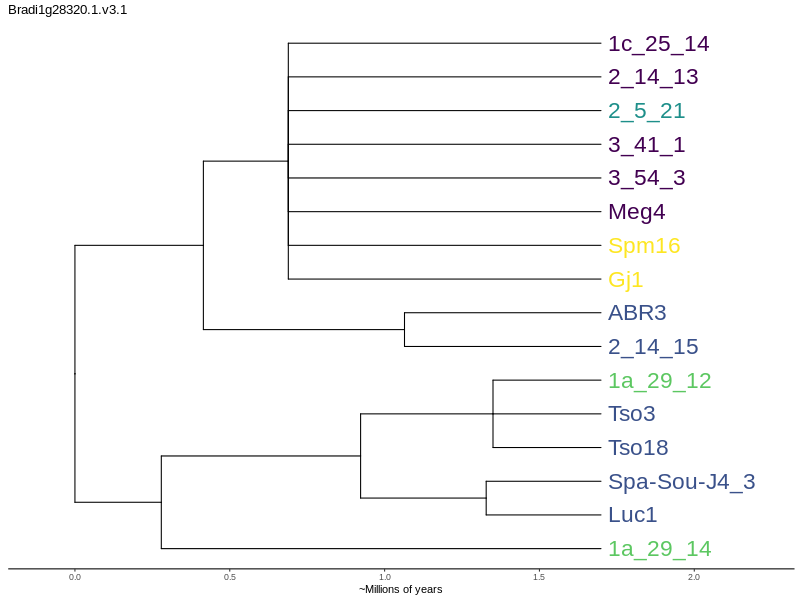 Bradi1g28320.1.v3.1
1c_25_14
2_14_13
2_5_21
3_41_1
3_54_3
Meg4
Spm16
Gj1
ABR3
2_14_15
1a_29_12
Tso3
Tso18
Spa-Sou-J4_3
Luc1
1a_29_14
0.0 0.5 1.0 1.5 2.0
~Millions of years